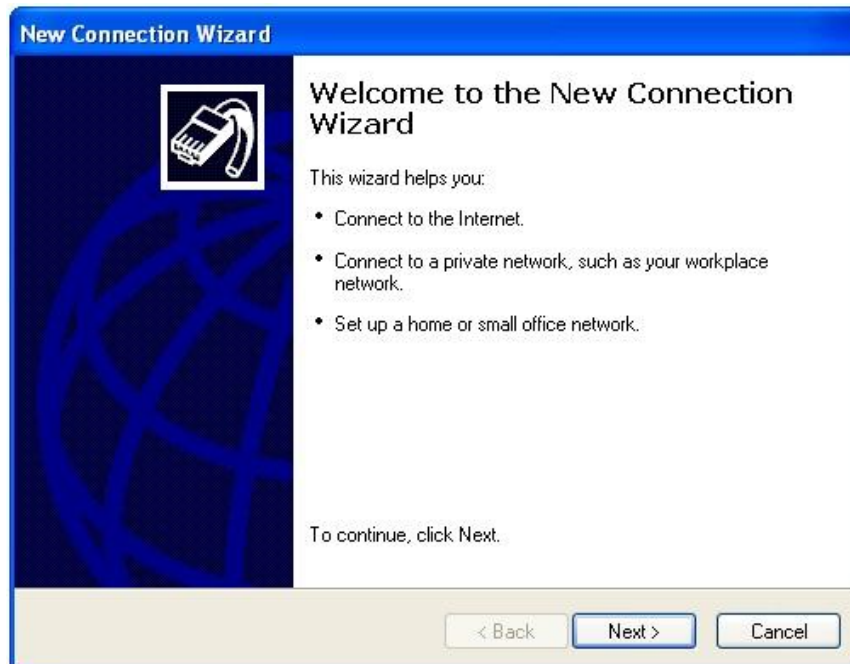 New Connection Wizard
Welcome to the New Connection
Wizard
This wizard helps you:
• Connect to the Internet.
• Connect to a private network, such as your workplace
network.
• Set up a home or small office network.
To continue, click Next.
< Back Next > Cancel